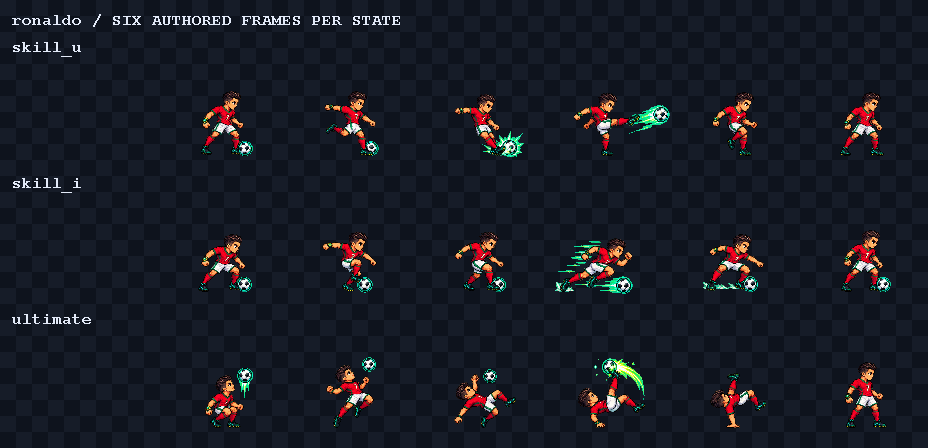 ronaldo / SIX AUTHORED FRAMES PER STATE
skill_u
skill_i
ultimate